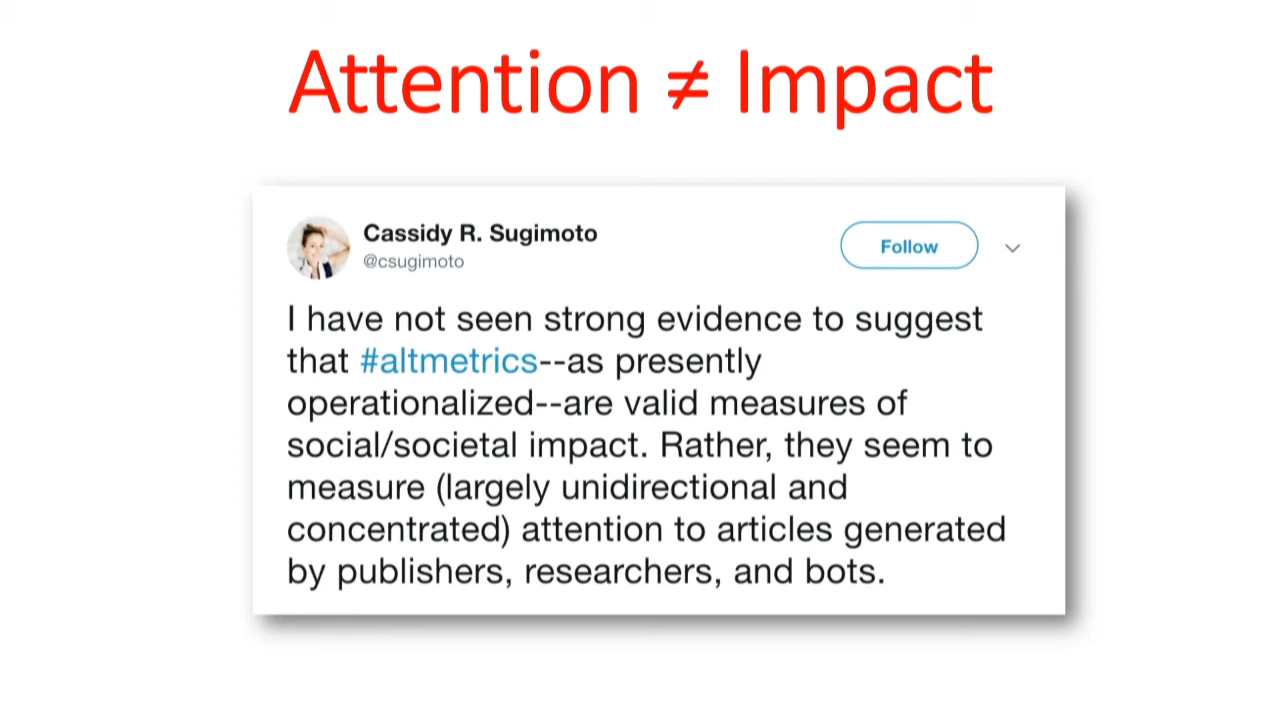 Attention ≠ Impact
Cassidy R. Sugimoto
@csugimoto
Follow
I have not seen strong evidence to suggest
that #altmetrics--as presently
operationalized--are valid measures of
social/societal impact. Rather, they seem to
measure (largely unidirectional and
concentrated) attention to articles generated
by publishers, researchers, and bots.